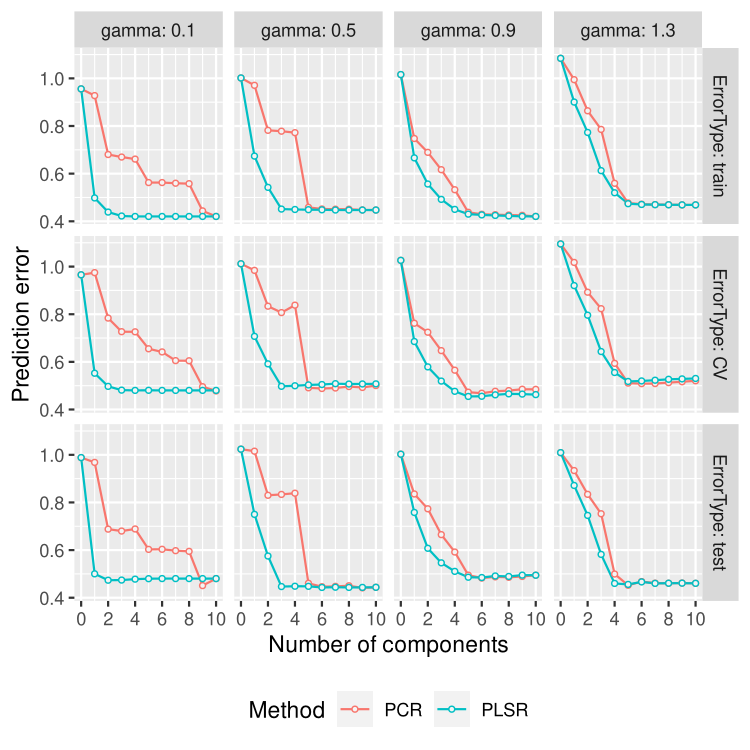 gamma: 0.1 gamma: 0.5 gamma: 0.9 gamma: 1.3
1.0
0.8
0.6
0.4
ErrorType: train
1.0
0.8
0.6
0.4
ErrorType: CV
1.0
0.8
0.6
0.4
ErrorType: test
Prediction error
0 2 4 6 8 10 0 2 4 6 8 10 0 2 4 6 8 10 0 2 4 6 8 10
Number of components
Method PCR PLSR